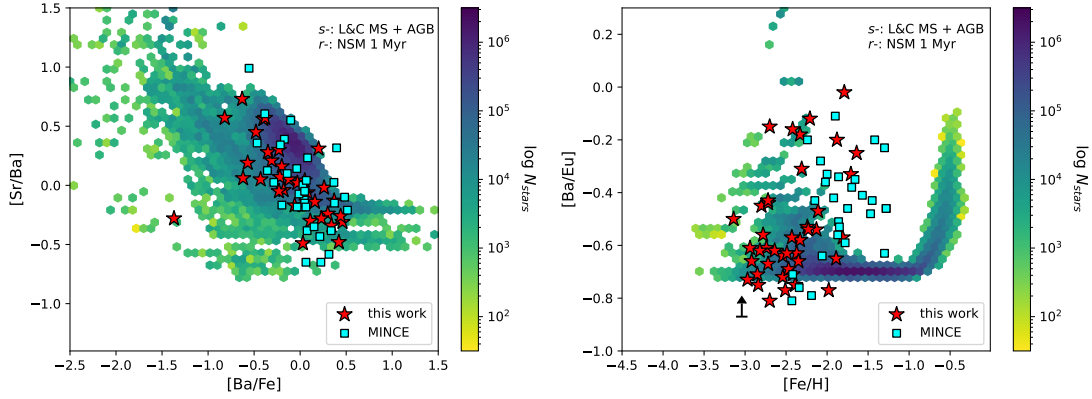 s-: L&C MS + AGB
r-: NSM 1 Myr
[Sr/Ba]
1.5
1.0
0.5
0.0
−0.5
−1.0
−2.5 −2.0 −1.5 −1.0 −0.5 0.0 0.5 1.0 1.5
[Ba/Fe]
this work
MINCE
10^6
10^5
10^4
10^3
10^2
log N_stars
s-: L&C MS + AGB
r-: NSM 1 Myr
[Ba/Eu]
0.2
0.0
−0.2
−0.4
−0.6
−0.8
−1.0
−4.5 −4.0 −3.5 −3.0 −2.5 −2.0 −1.5 −1.0 −0.5 0.0
[Fe/H]
this work
MINCE
10^6
10^5
10^4
10^3
10^2
log N_stars